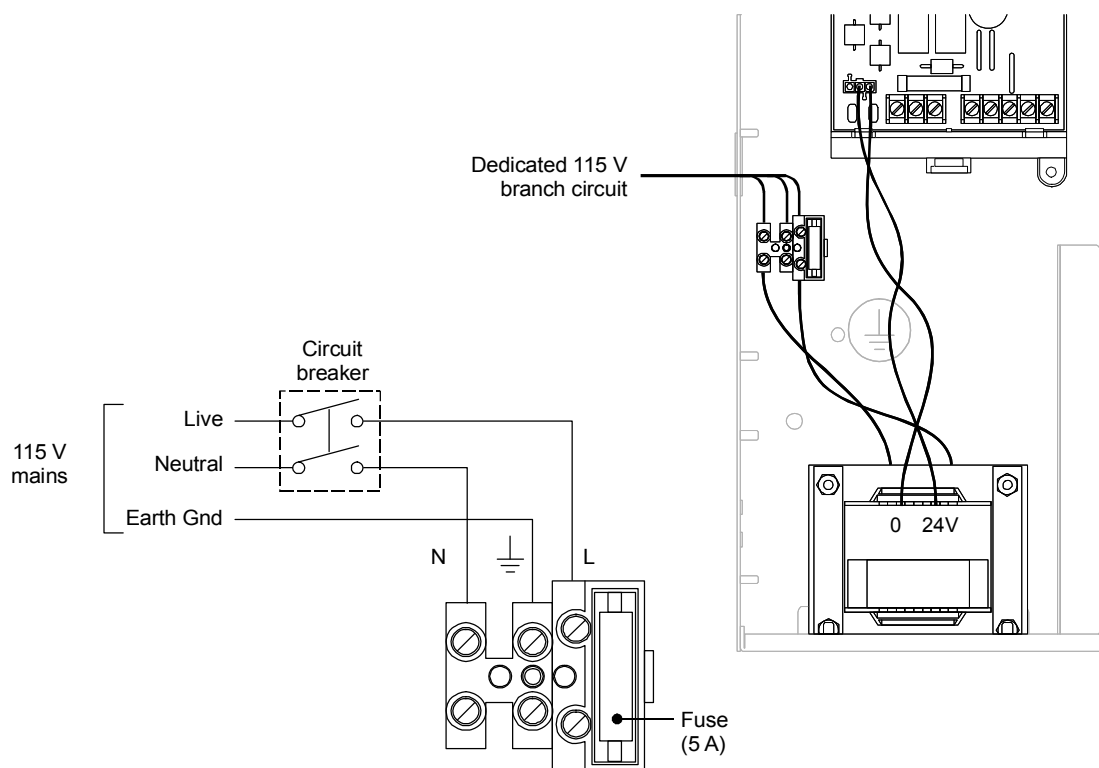 Dedicated 115 V
branch circuit
Circuit
breaker
Live
115 V
mains
Neutral
Earth Gnd
N
L
0 24V
Fuse
(5 A)